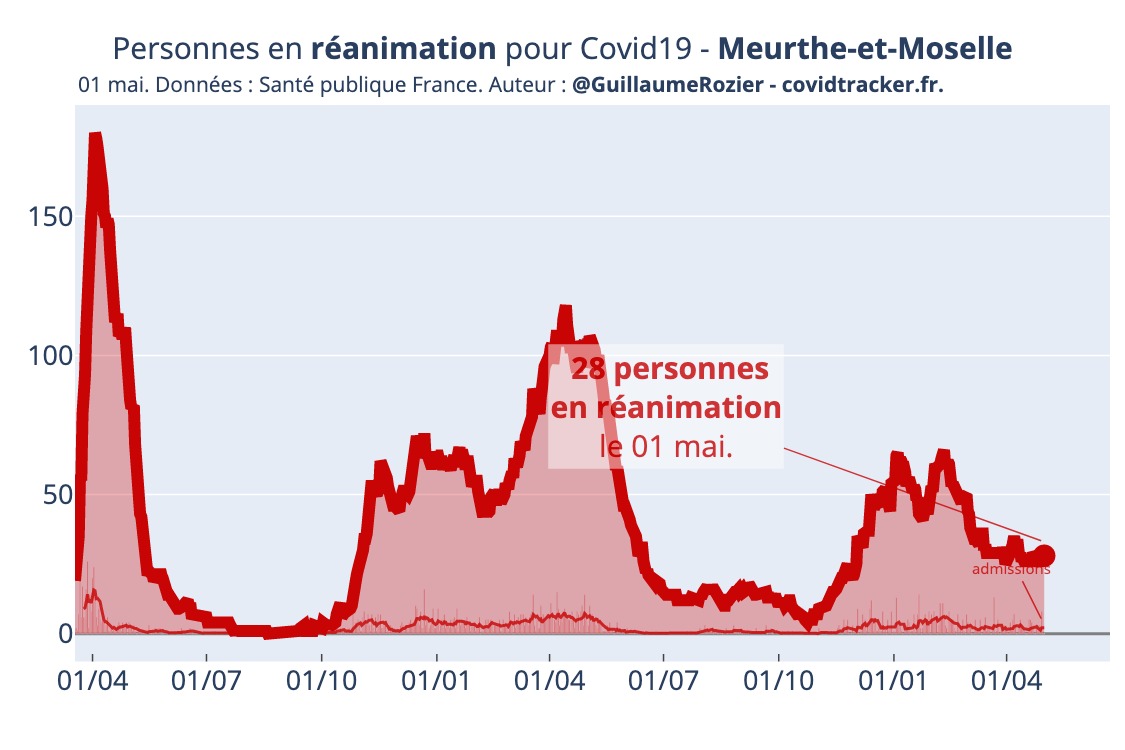 Personnes en réanimation pour Covid19 - Meurthe-et-Moselle
01 mai. Données : Santé publique France. Auteur : @GuillaumeRozier - covidtracker.fr.
150
100
50
0
28 personnes
en réanimation
le 01 mai.
admissions
01/04 01/07 01/10 01/01 01/04 01/07 01/10 01/01 01/04